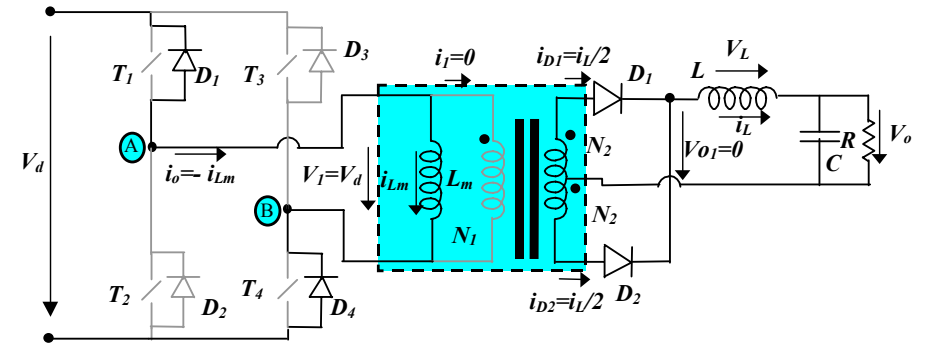 i1=0
iD1=iL/2
D1
VL
L
T1
D1
T3
D3
iL
A
Vd
io=- iLm
V1=Vd
iLm
Lm
N2
Vo1=0
R
C
Vo
B
N1
N2
T2
D2
T4
D4
iD2=iL/2
D2